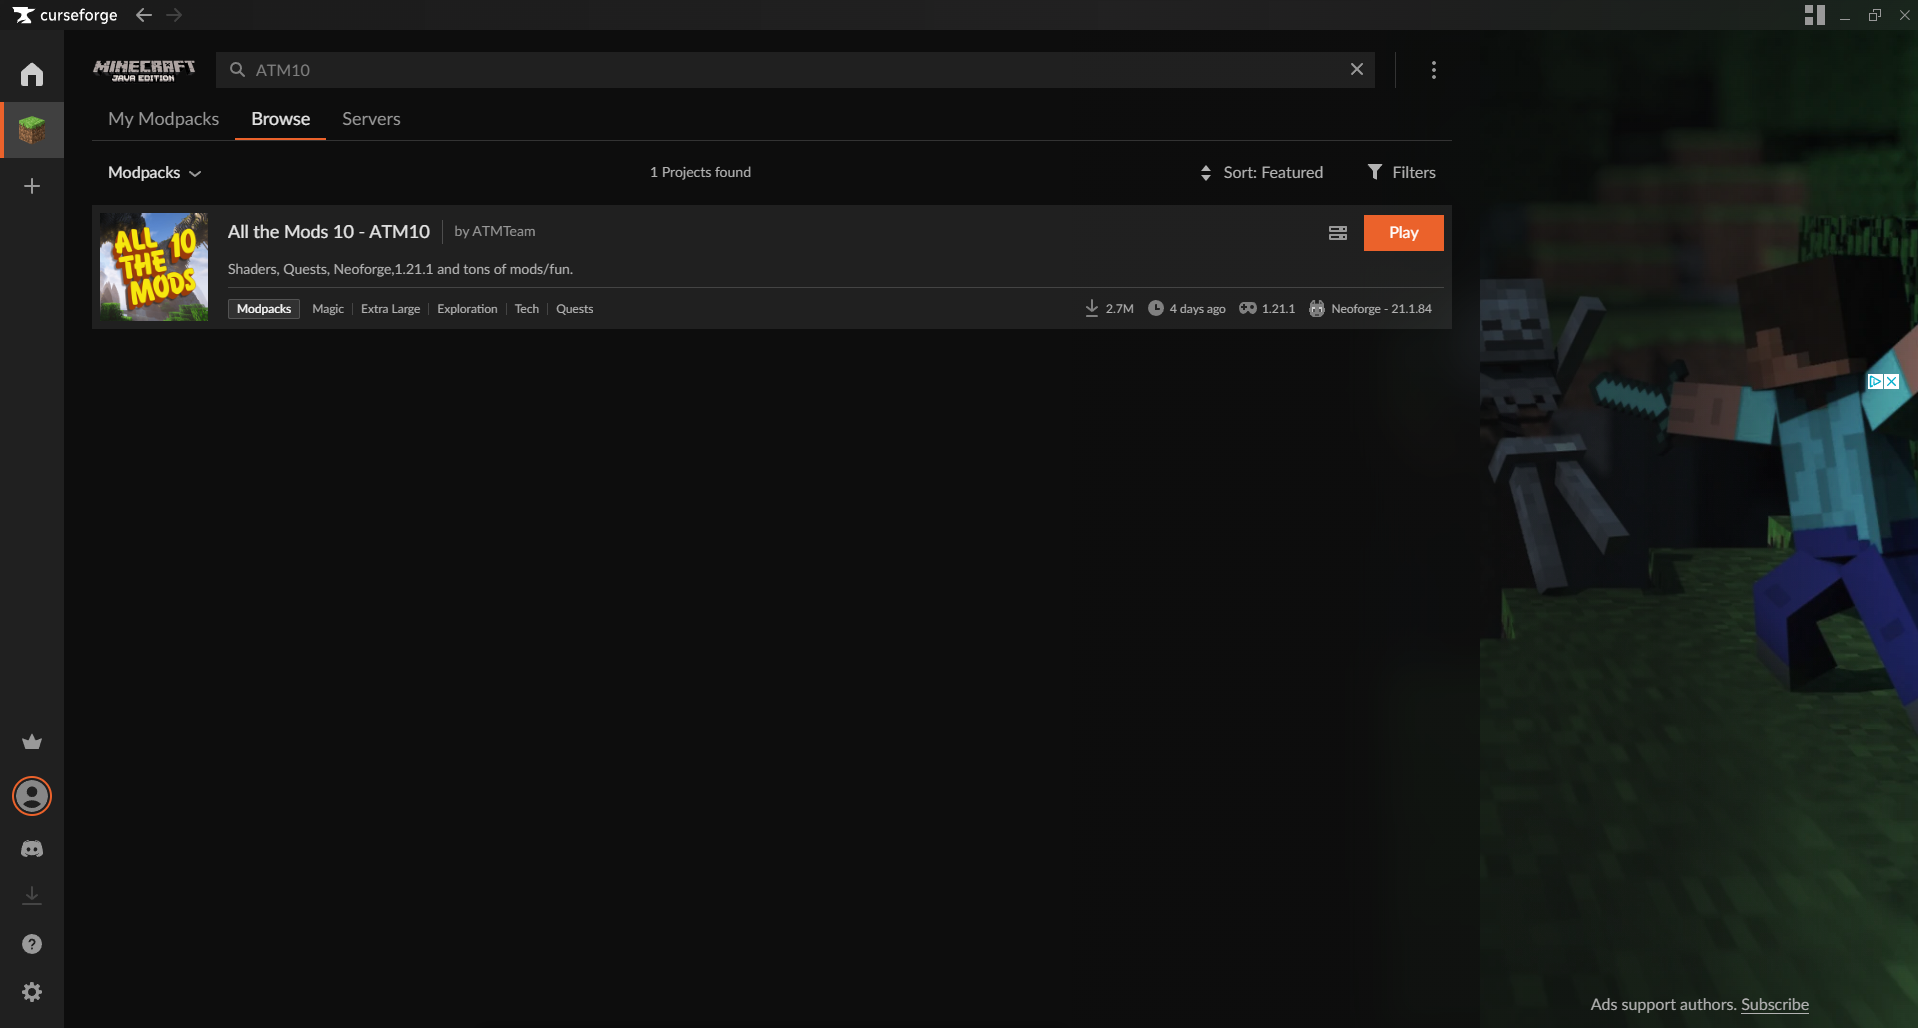 curseforge
MINECRAFT
JAVA EDITION
ATM10
My Modpacks
Browse
Servers
Modpacks
1 Projects found
Sort: Featured
Filters
ALL
THE 10
MODS
All the Mods 10 - ATM10
by ATMTeam
Play
Shaders, Quests, Neoforge,1.21.1 and tons of mods/fun.
Modpacks
Magic
Extra Large
Exploration
Tech
Quests
2.7M
4 days ago
1.21.1
Neoforge - 21.1.84
Ads support authors. Subscribe